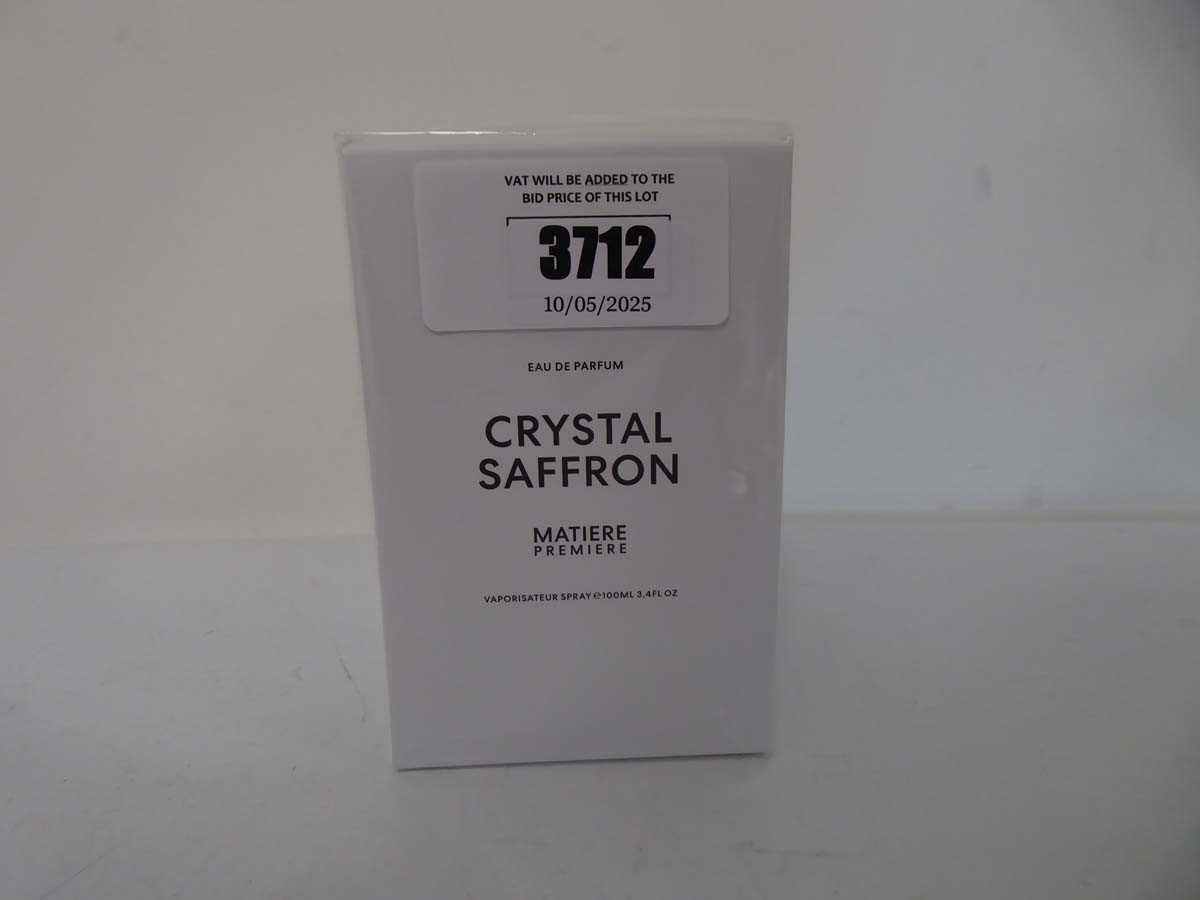 VAT WILL BE ADDED TO THE
BID PRICE OF THIS LOT
3712
10/05/2025
EAU DE PARFUM
CRYSTAL
SAFFRON
MATIERE
PREMIERE
VAPORISATEUR SPRAY ℮100ML 3,4FL OZ